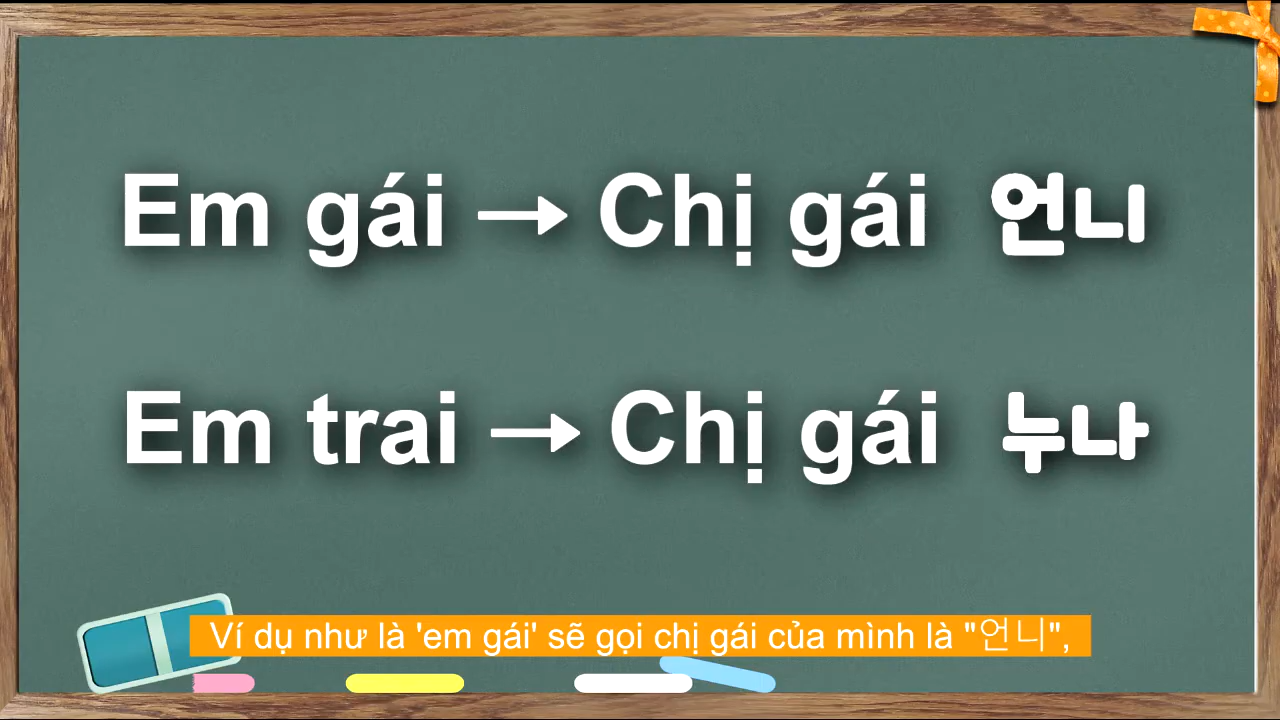 Em gái → Chị gái 언니
Em trai → Chị gái 누나
Ví dụ như là 'em gái' sẽ gọi chị gái của mình là "언니",